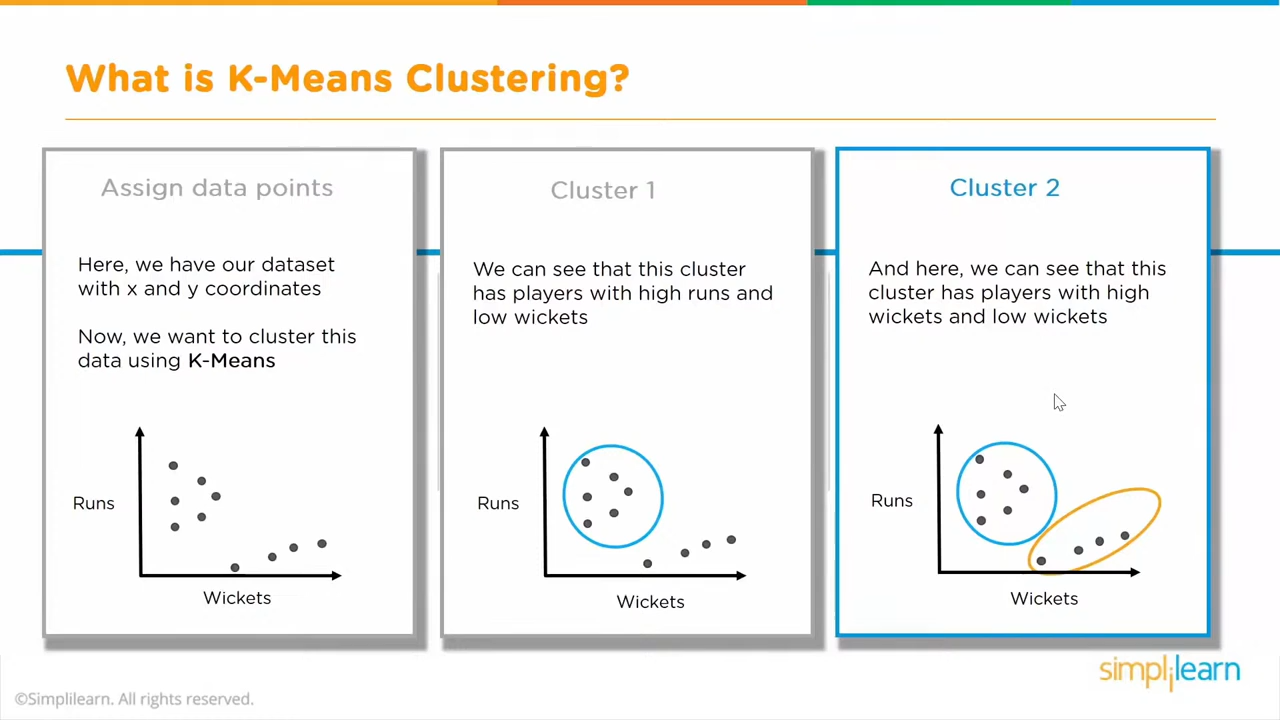 What is K-Means Clustering?
Assign data points
Here, we have our dataset
with x and y coordinates
Now, we want to cluster this
data using K-Means
Runs
Wickets
Cluster 1
We can see that this cluster
has players with high runs and
low wickets
Runs
Wickets
Cluster 2
And here, we can see that this
cluster has players with high
wickets and low wickets
Runs
Wickets
simplilearn
©Simplilearn. All rights reserved.